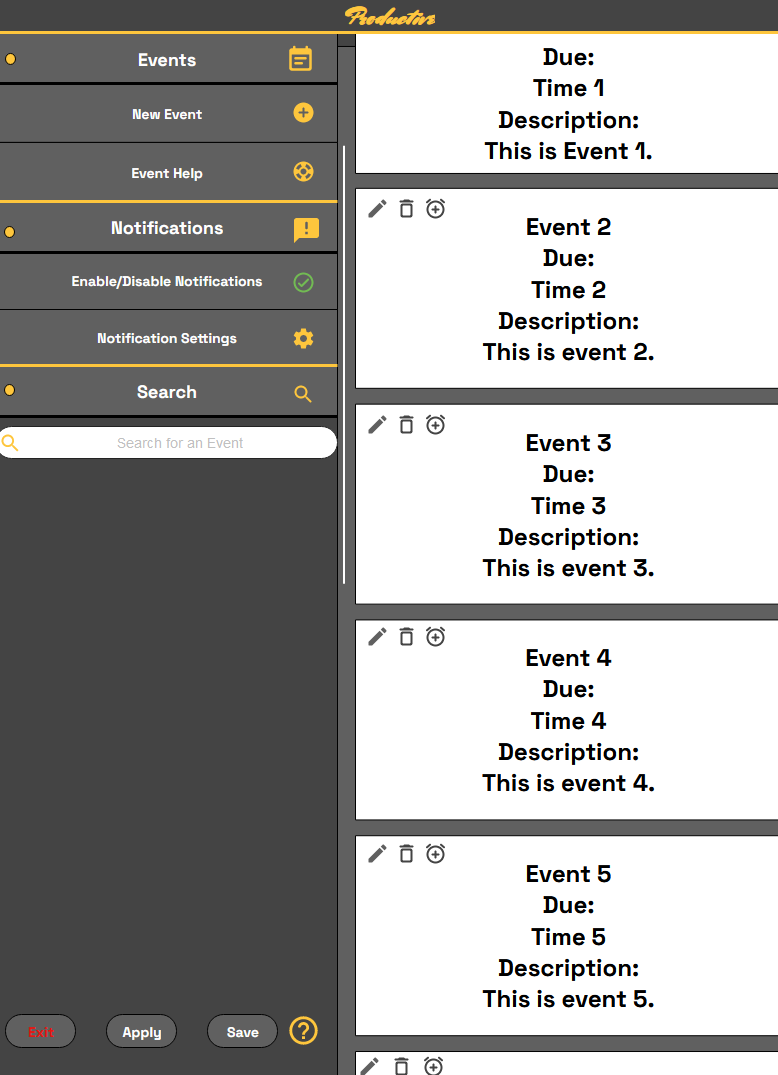 Productive
Events
New Event
Event Help
Notifications
Enable/Disable Notifications
Notification Settings
Search
Search for an Event
Exit
Apply
Save
Due:
Time 1
Description:
This is Event 1.
Event 2
Due:
Time 2
Description:
This is event 2.
Event 3
Due:
Time 3
Description:
This is event 3.
Event 4
Due:
Time 4
Description:
This is event 4.
Event 5
Due:
Time 5
Description:
This is event 5.